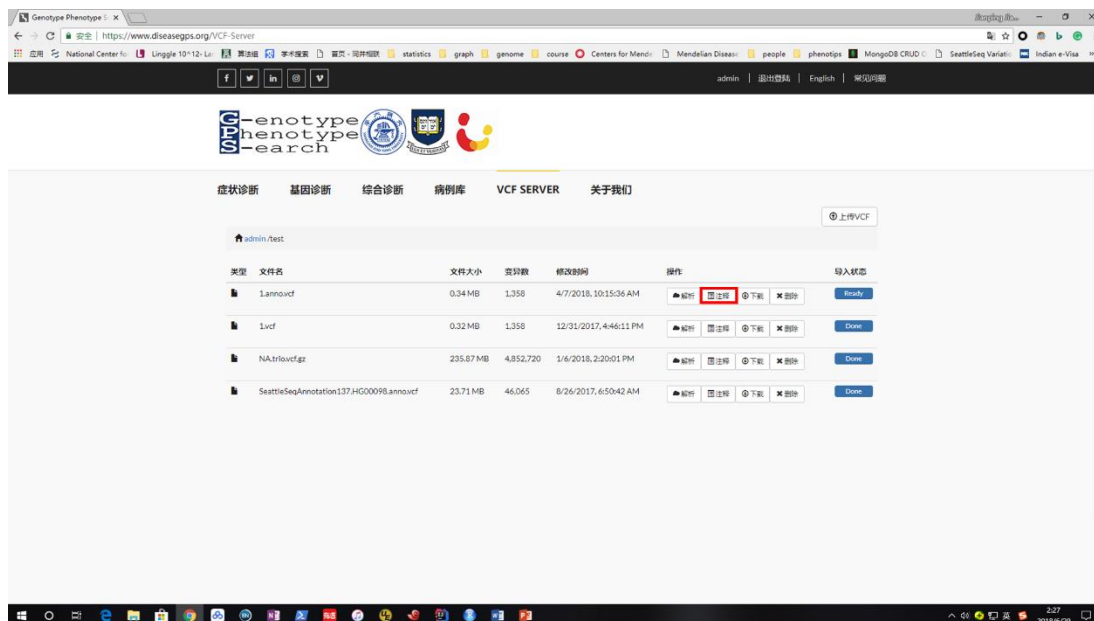 Genotype Phenotype S
安全 | https://www.diseasegps.org/VCF-Server
应用 National Center fo Linggle 10^12- Lan 算法组 学术搜索 statistics graph genome course Centers for Mende Mendelian Disease people phenotips MongoDB CRUD O SeattleSeq Variatio Indian e-Visa
admin | 退出登陆 | English | 常见问题
G-enotype
Phenotype
S-earch
症状诊断 基因诊断 综合诊断 病例库 VCF SERVER 关于我们
上传VCF
admin /test
类型 文件名 文件大小 变异数 修改时间 操作 导入状态
1.anno.vcf 0.34 MB 1,358 4/7/2018, 10:15:36 AM 解析 注释 下载 删除 Ready
1.vcf 0.32 MB 1,358 12/31/2017, 4:46:11 PM 解析 注释 下载 删除 Done
NA.trio.vcf.gz 235.87 MB 4,852,720 1/6/2018, 2:20:01 PM 解析 注释 下载 删除 Done
SeattleSeqAnnotation137.HG00098.anno.vcf 23.71 MB 46,065 8/26/2017, 6:50:42 AM 解析 注释 下载 删除 Done
英 2:27